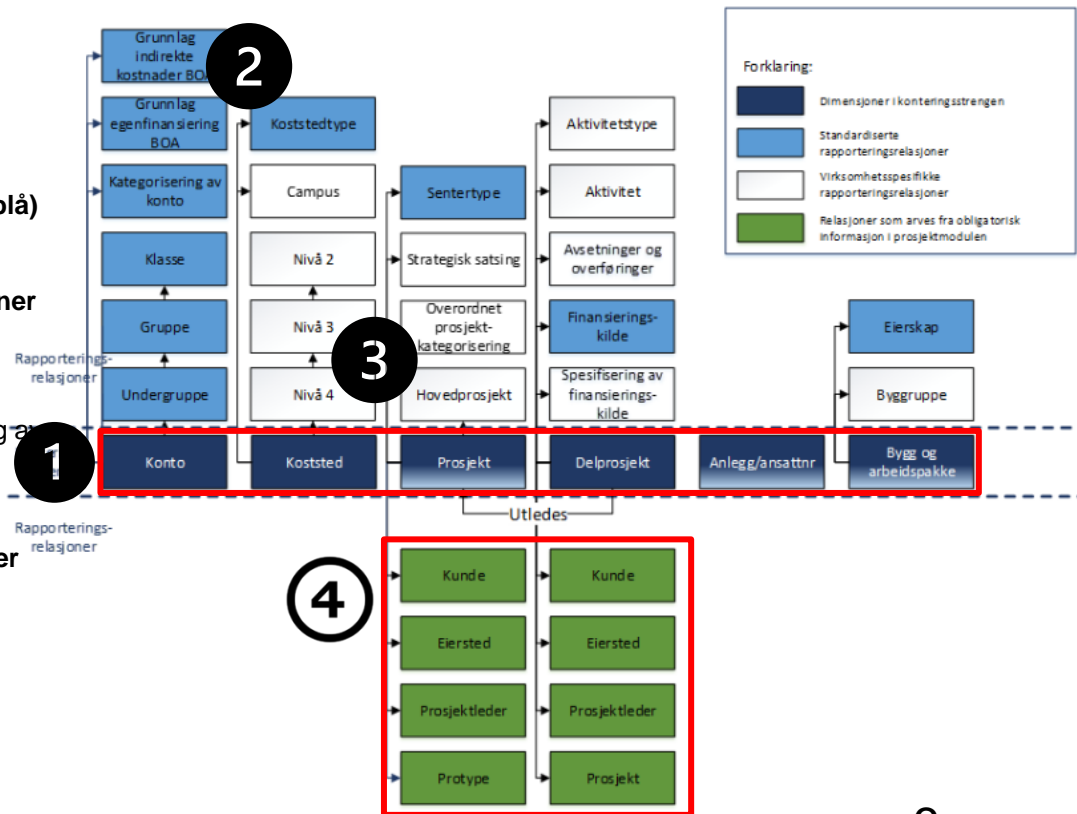 Grunnlag
indirekte
kostnader BOA
2
Grunnlag
egenfinansiering
BOA
Koststedtype
Aktivitetstype
Forklaring:
Dimensjoner i konteringsstrengen
Standardiserte
rapporteringsrelasjoner
Virksomhetsspesifikke
rapporteringsrelasjoner
Relasjoner som arves fra obligatorisk
informasjon i prosjektmodulen
Kategorisering av
konto
Campus
Sentertype
Aktivitet
blå)
Klasse
Nivå 2
Strategisk satsing
Avsetninger og
overføringer
ner
Gruppe
Nivå 3
Overordnet
prosjekt-
kategorisering
Finansierings-
kilde
Eierskap
3
Rapporterings-
relasjoner
Undergruppe
Nivå 4
Hovedprosjekt
Spesifisering av
finansierings-
kilde
Byggruppe
g av
1
Konto
Koststed
Prosjekt
Delprosjekt
Anlegg/ansattnr
Bygg og
arbeidspakke
Utledes
Rapporterings-
relasjoner
er
4
Kunde
Kunde
Eiersted
Eiersted
Prosjektleder
Prosjektleder
Protype
Prosjekt